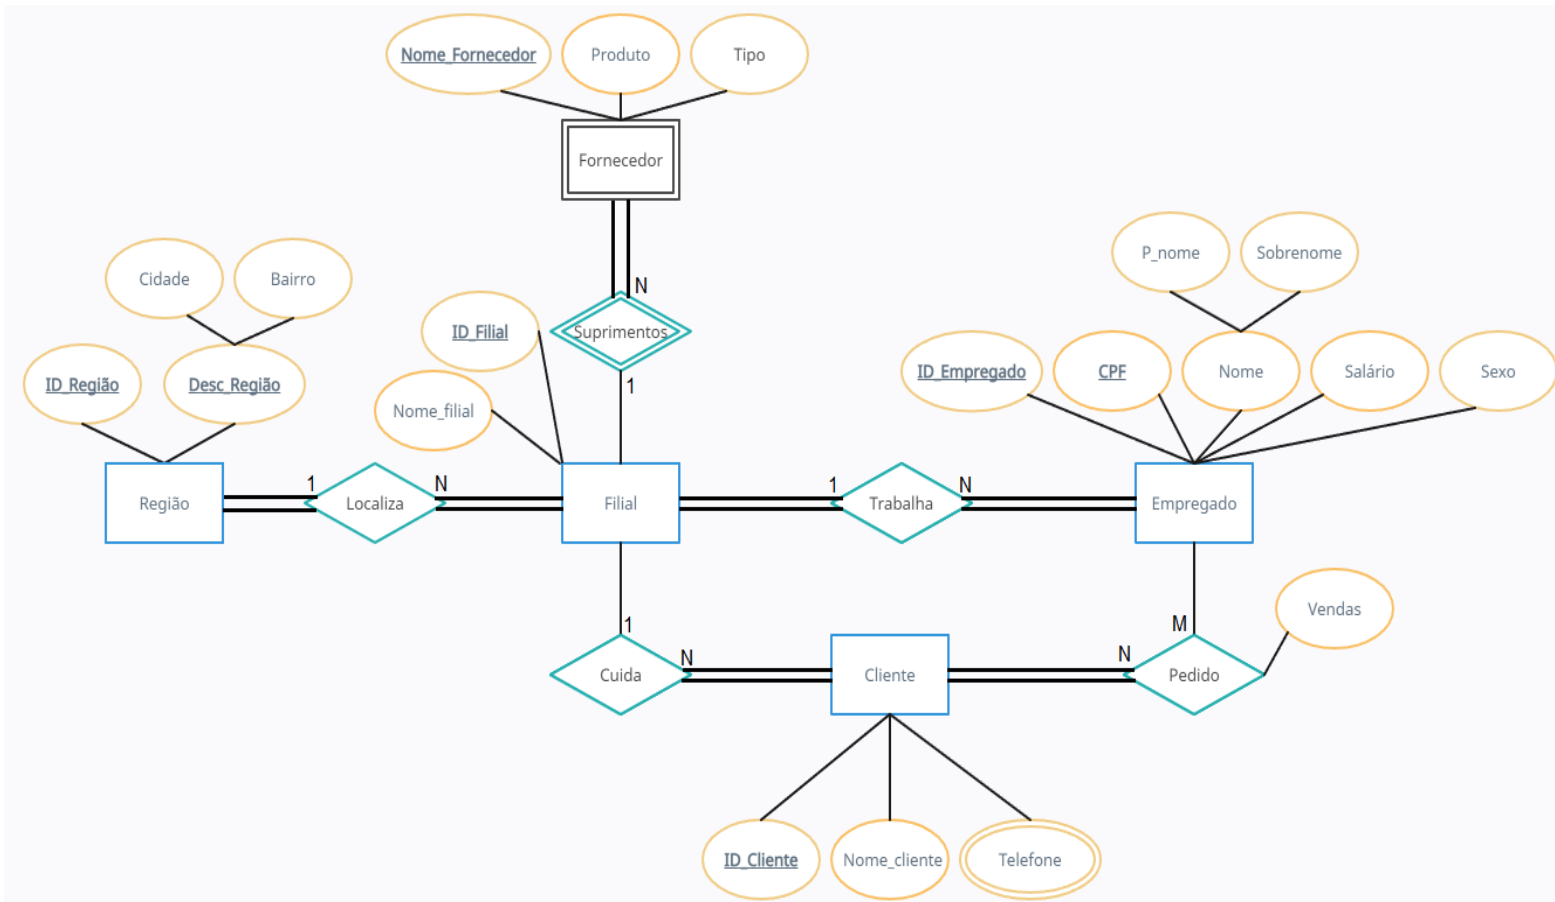 Nome_Fornecedor
Produto
Tipo
Fornecedor
N
Suprimentos
1
Cidade
Bairro
ID_Região
Desc_Região
ID_Filial
Nome_filial
P_nome
Sobrenome
ID_Empregado
CPF
Nome
Salário
Sexo
Região
1
Localiza
N
Filial
1
Trabalha
N
Empregado
1
Cuida
N
Cliente
N
M
Pedido
Vendas
ID_Cliente
Nome_cliente
Telefone